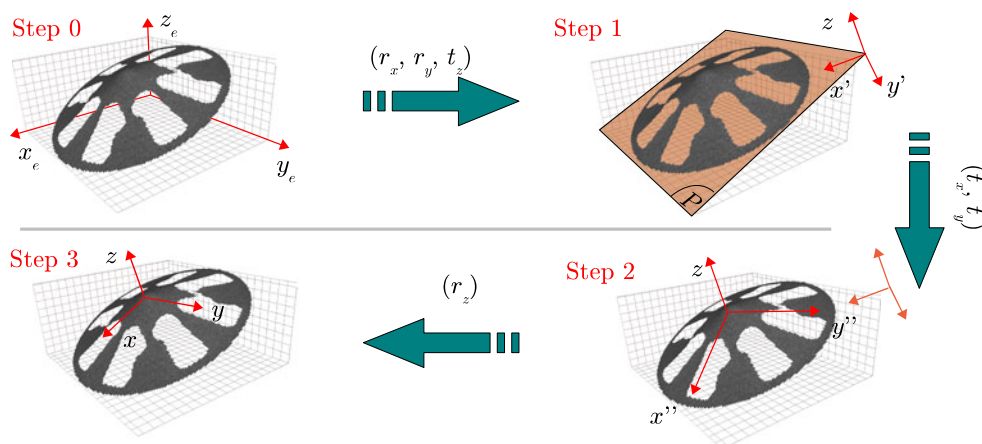 Step 0
z_e
x_e
y_e
(r_x, r_y, t_z)
Step 1
z
x'
y'
P
(t_x, t_y)
Step 2
z
y''
x''
(r_z)
Step 3
z
y
x